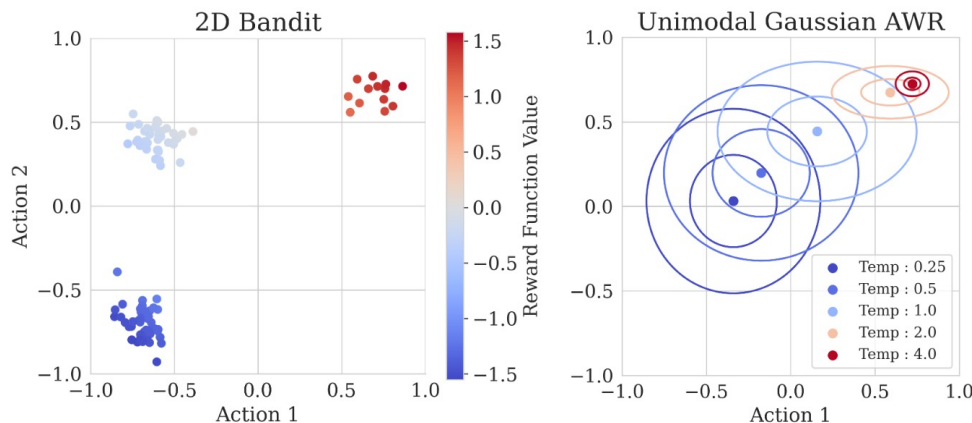 2D Bandit
1.0
0.5
0.0
−0.5
−1.0
−1.0
−0.5
0.0
0.5
1.0
Action 1
Action 2
1.5
1.0
0.5
0.0
−0.5
−1.0
−1.5
Reward Function Value
Unimodal Gaussian AWR
1.0
0.5
0.0
−0.5
−1.0
−1.0
−0.5
0.0
0.5
1.0
Action 1
Temp : 0.25
Temp : 0.5
Temp : 1.0
Temp : 2.0
Temp : 4.0